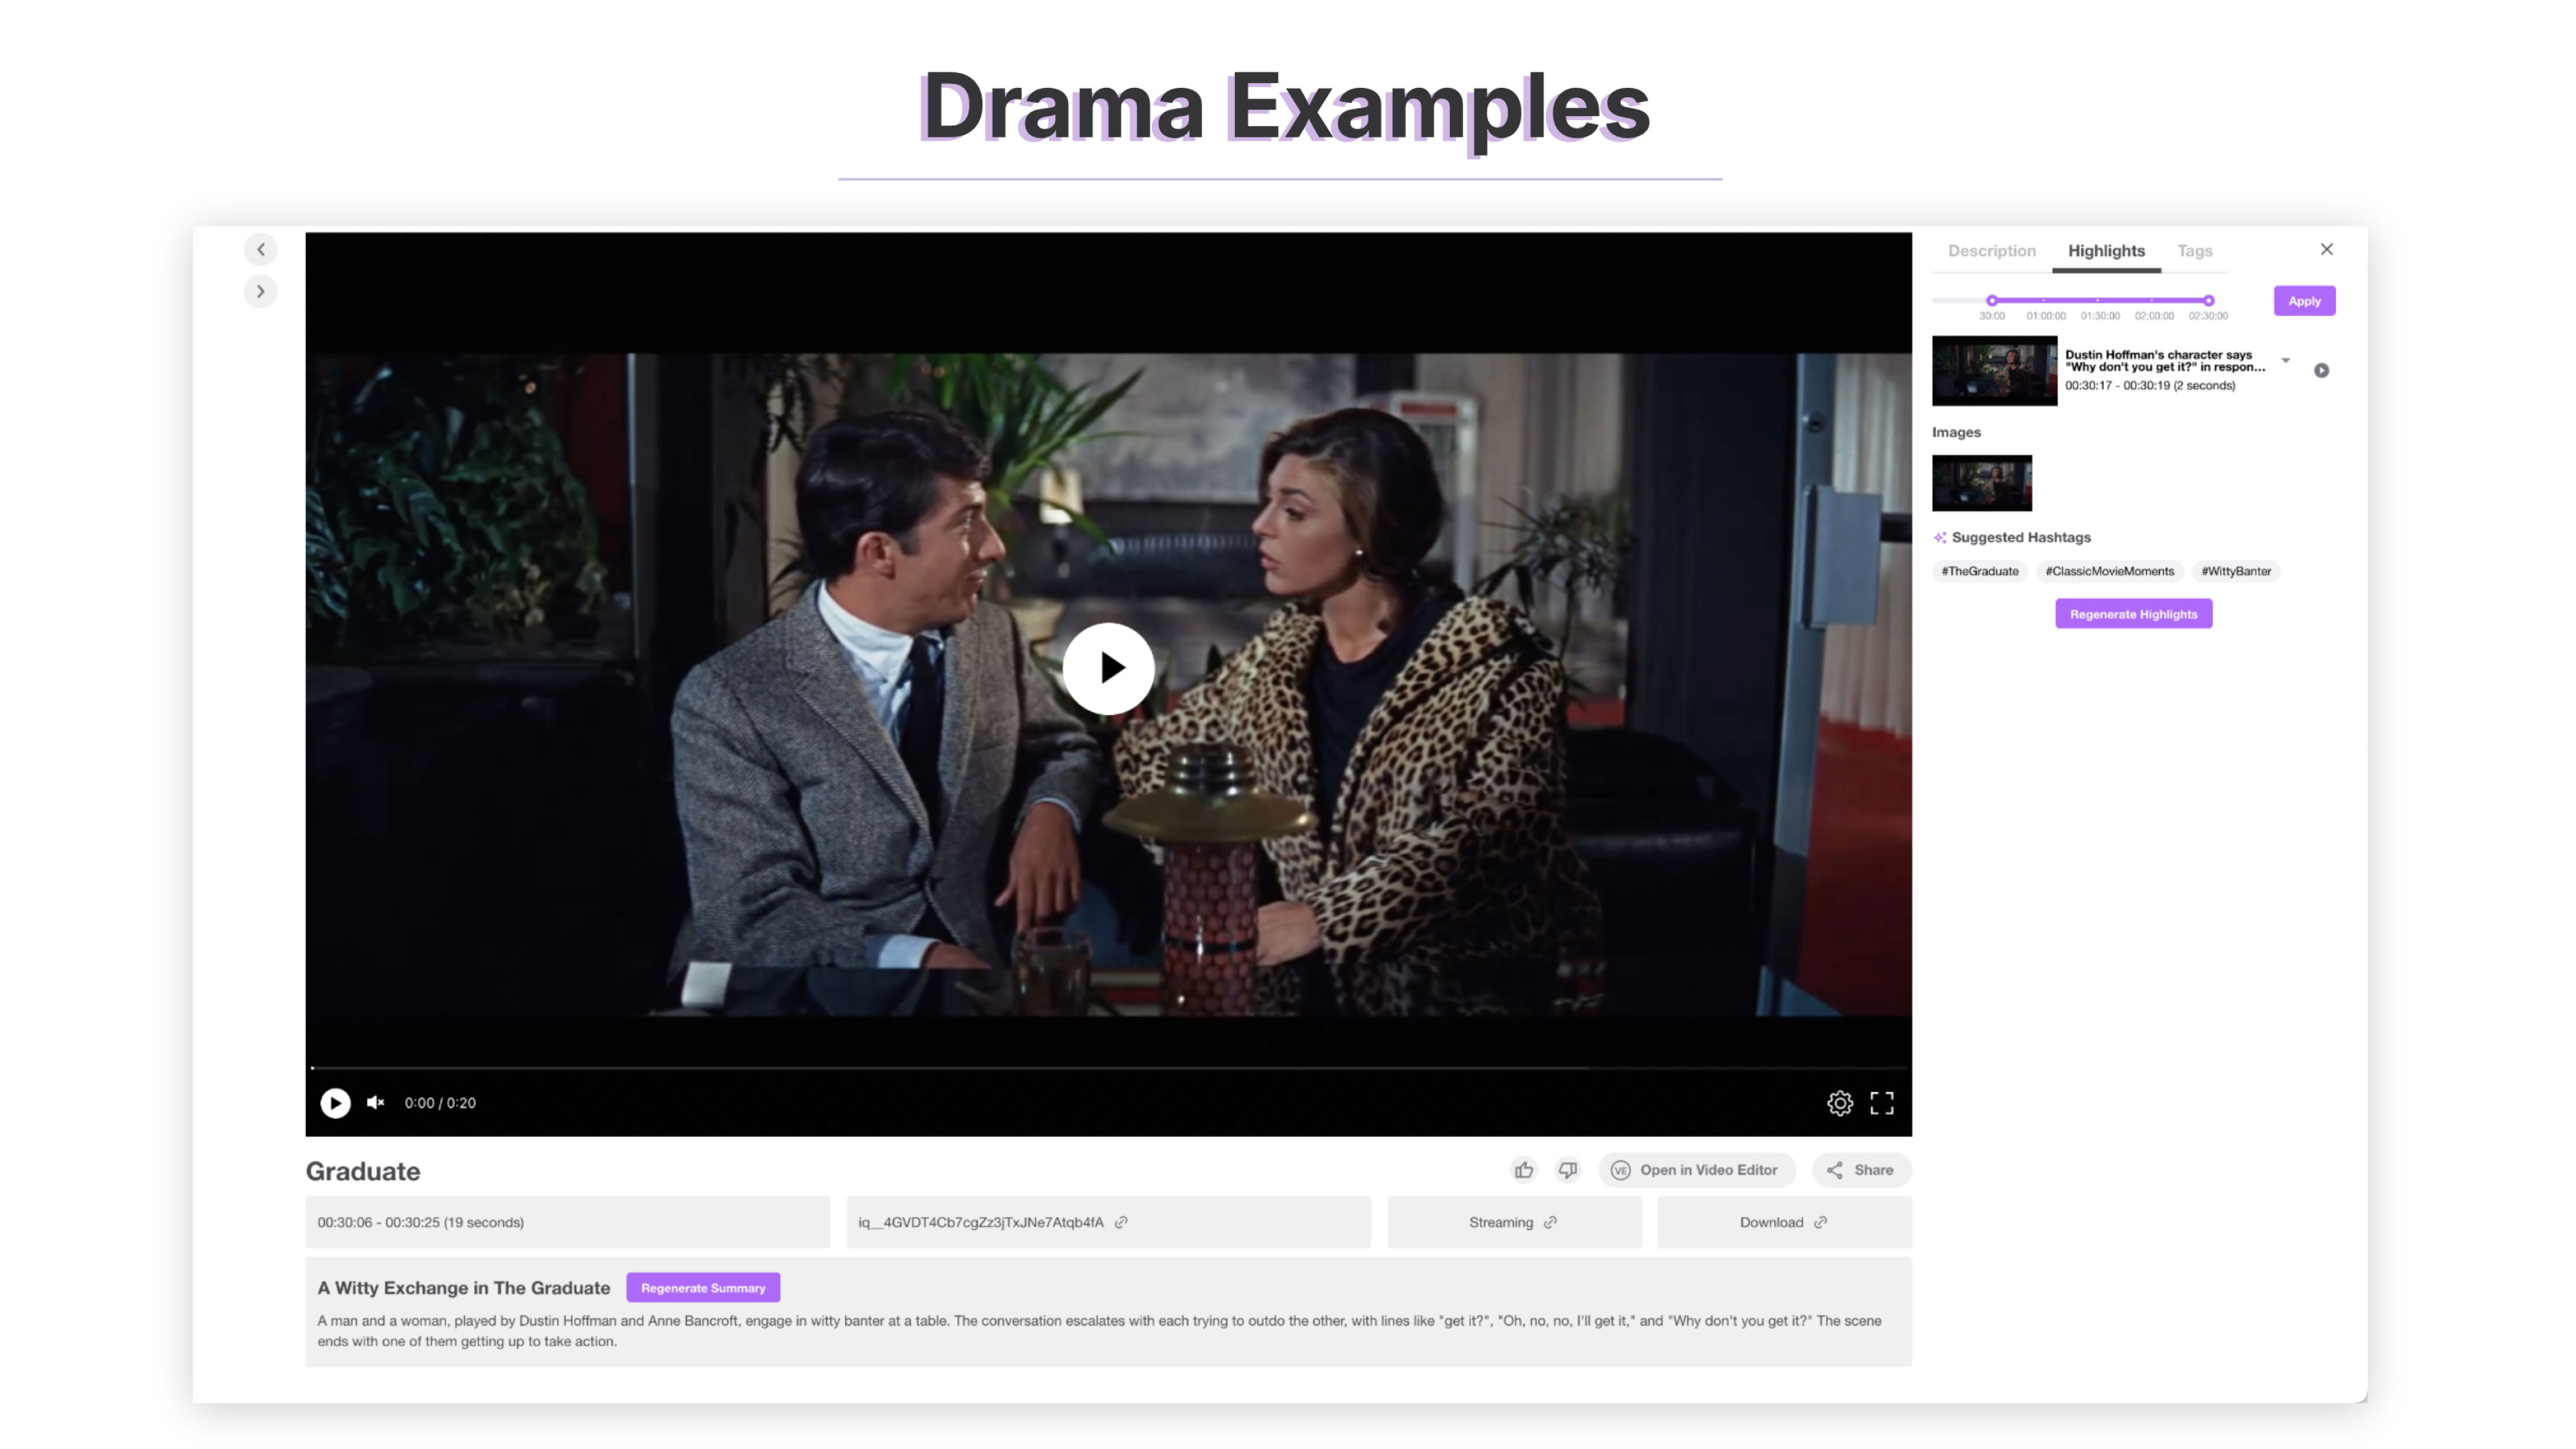 Drama Examples
Description Highlights Tags
30:00 01:00:00 01:30:00 02:00:00 02:30:00
Apply
Dustin Hoffman's character says
"Why don't you get it?" in respon...
00:30:17 - 00:30:19 (2 seconds)
Images
Suggested Hashtags
#TheGraduate #ClassicMovieMoments #WittyBanter
Regenerate Highlights
0:00 / 0:20
Graduate
VE Open in Video Editor Share
00:30:06 - 00:30:25 (19 seconds) iq__4GVDT4Cb7cgZz3jTxJNe7Atqb4fA Streaming Download
A Witty Exchange in The Graduate Regenerate Summary
A man and a woman, played by Dustin Hoffman and Anne Bancroft, engage in witty banter at a table. The conversation escalates with each trying to outdo the other, with lines like "get it?", "Oh, no, no, I'll get it," and "Why don't you get it?" The scene
ends with one of them getting up to take action.